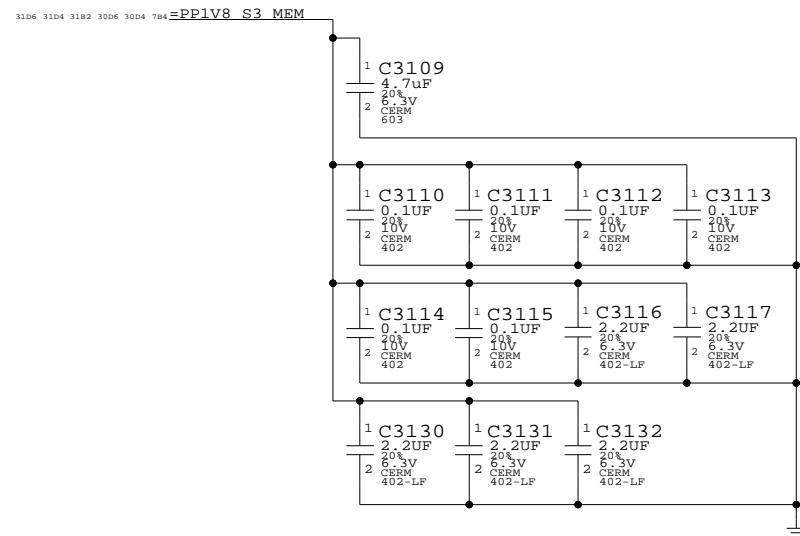 31D6 31D4 31B2 30D6 30D4 7B4 =PP1V8 S3 MEM
1 C3109
4.7uF
20%
6.3V
2 CERM
603
1 C3110 1 C3111 1 C3112 1 C3113
0.1UF 0.1UF 0.1UF 0.1UF
20% 20% 20% 20%
10V 10V 10V 10V
2 CERM 2 CERM 2 CERM 2 CERM
402 402 402 402
1 C3114 1 C3115 1 C3116 1 C3117
0.1UF 0.1UF 2.2UF 2.2UF
20% 20% 20% 20%
10V 10V 6.3V 6.3V
2 CERM 2 CERM 2 CERM 2 CERM
402 402 402-LF 402-LF
1 C3130 1 C3131 1 C3132
2.2UF 2.2UF 2.2UF
20% 20% 20%
6.3V 6.3V 6.3V
2 CERM 2 CERM 2 CERM
402-LF 402-LF 402-LF